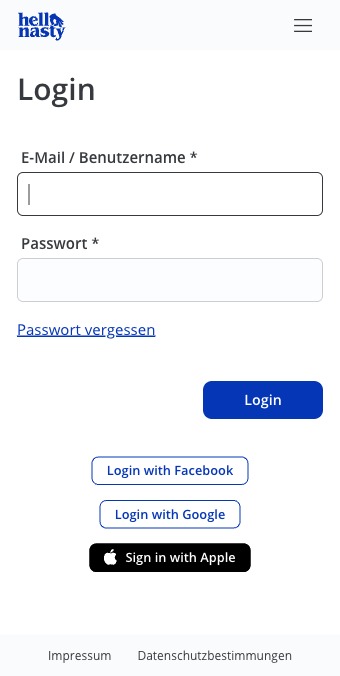 hello
nasty
Login
E-Mail / Benutzername *
Passwort *
Passwort vergessen
Login
Login with Facebook
Login with Google
Sign in with Apple
Impressum Datenschutzbestimmungen